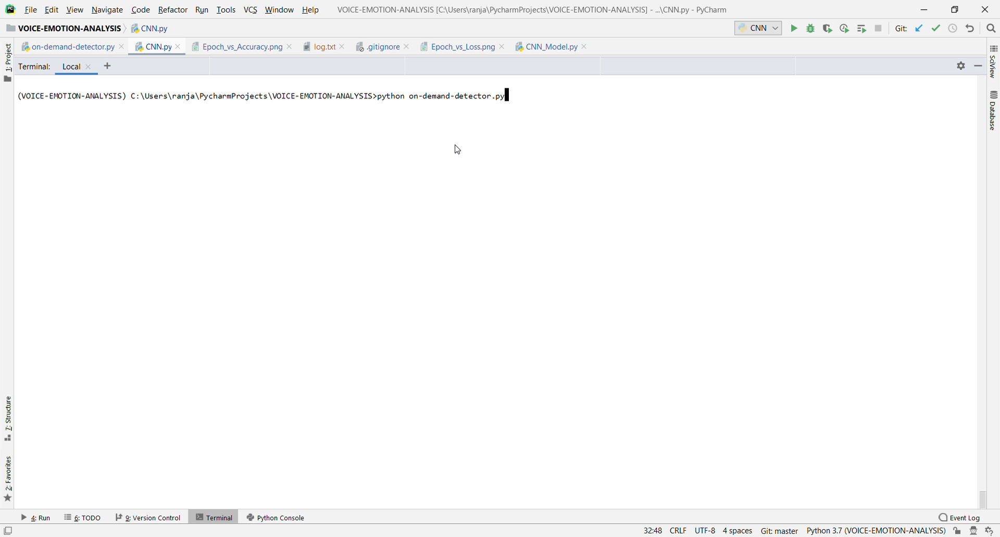 PC File Edit View Navigate Code Refactor Run Tools VCS Window Help VOICE-EMOTION-ANALYSIS [C:\Users\ranja\PycharmProjects\VOICE-EMOTION-ANALYSIS] - ...\CNN.py - PyCharm
VOICE-EMOTION-ANALYSIS CNN.py CNN Git:
on-demand-detector.py CNN.py Epoch_vs_Accuracy.png log.txt .gitignore Epoch_vs_Loss.png CNN_Model.py
Terminal: Local +
(VOICE-EMOTION-ANALYSIS) C:\Users\ranja\PycharmProjects\VOICE-EMOTION-ANALYSIS>python on-demand-detector.py
1: Project
7: Structure
2: Favorites
SciView
Database
4: Run 6: TODO 9: Version Control Terminal Python Console Event Log
32:48 CRLF UTF-8 4 spaces Git: master Python 3.7 (VOICE-EMOTION-ANALYSIS)